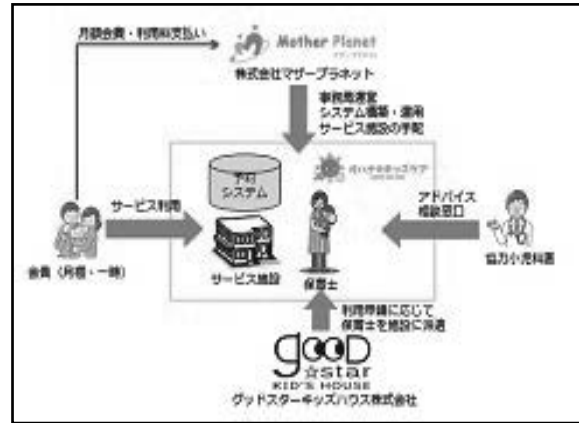 月額会費・利用料支払い
Mother Planet
株式会社マザープラネット
事務局運営
システム構築・運用
サービス施設の手配
予約
システム
サービス利用
アドバイス
相談窓口
会員（月極・一時）
サービス施設
保育士
協力小児科医
利用申請に応じて
保育士を施設に派遣
gooD
☆star
KID'S HOUSE
グッドスターキッズハウス株式会社